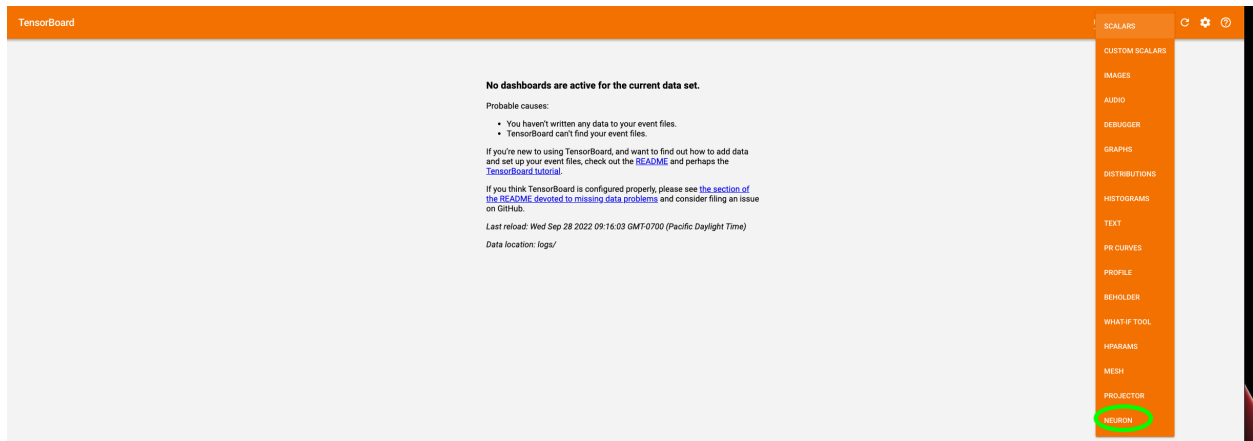 TensorBoard
SCALARS
CUSTOM SCALARS
IMAGES
AUDIO
DEBUGGER
GRAPHS
DISTRIBUTIONS
HISTOGRAMS
TEXT
PR CURVES
PROFILE
BEHOLDER
WHAT-IF TOOL
HPARAMS
MESH
PROJECTOR
NEURON
No dashboards are active for the current data set.
Probable causes:
• You haven't written any data to your event files.
• TensorBoard can't find your event files.
If you're new to using TensorBoard, and want to find out how to add data
and set up your event files, check out the README and perhaps the
TensorBoard tutorial.
If you think TensorBoard is configured properly, please see the section of
the README devoted to missing data problems and consider filing an issue
on GitHub.
Last reload: Wed Sep 28 2022 09:16:03 GMT-0700 (Pacific Daylight Time)
Data location: logs/